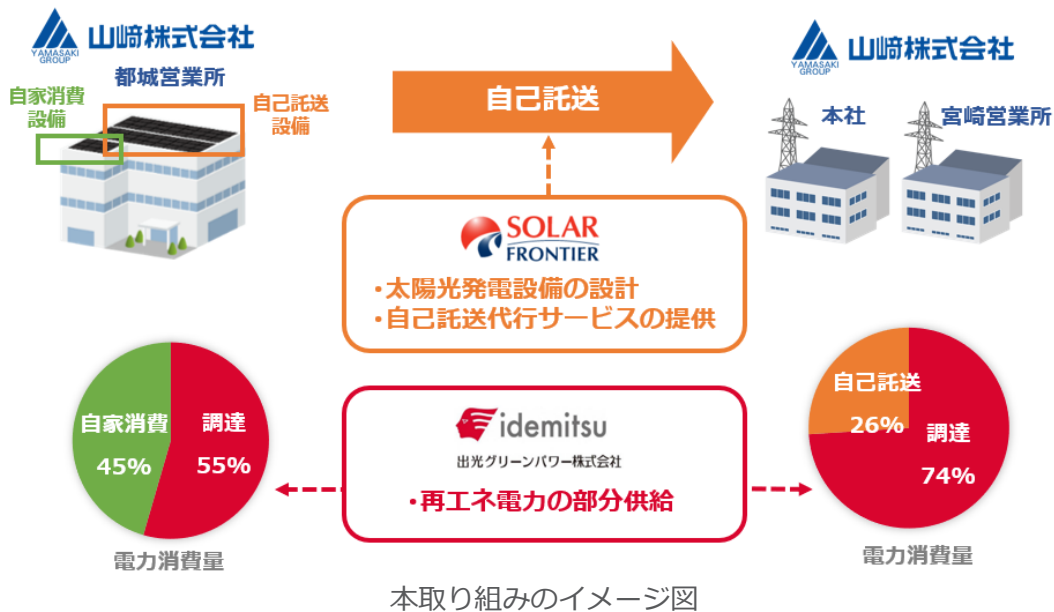 YAMASAKI
GROUP
山﨑株式会社
都城営業所
自家消費
設備
自己託送
設備
自己託送
YAMASAKI
GROUP
山﨑株式会社
本社
宮崎営業所
SOLAR
FRONTIER
・太陽光発電設備の設計
・自己託送代行サービスの提供
自家消費
45%
調達
55%
電力消費量
idemitsu
出光グリーンパワー株式会社
・再エネ電力の部分供給
自己託送
26%
調達
74%
電力消費量
本取り組みのイメージ図